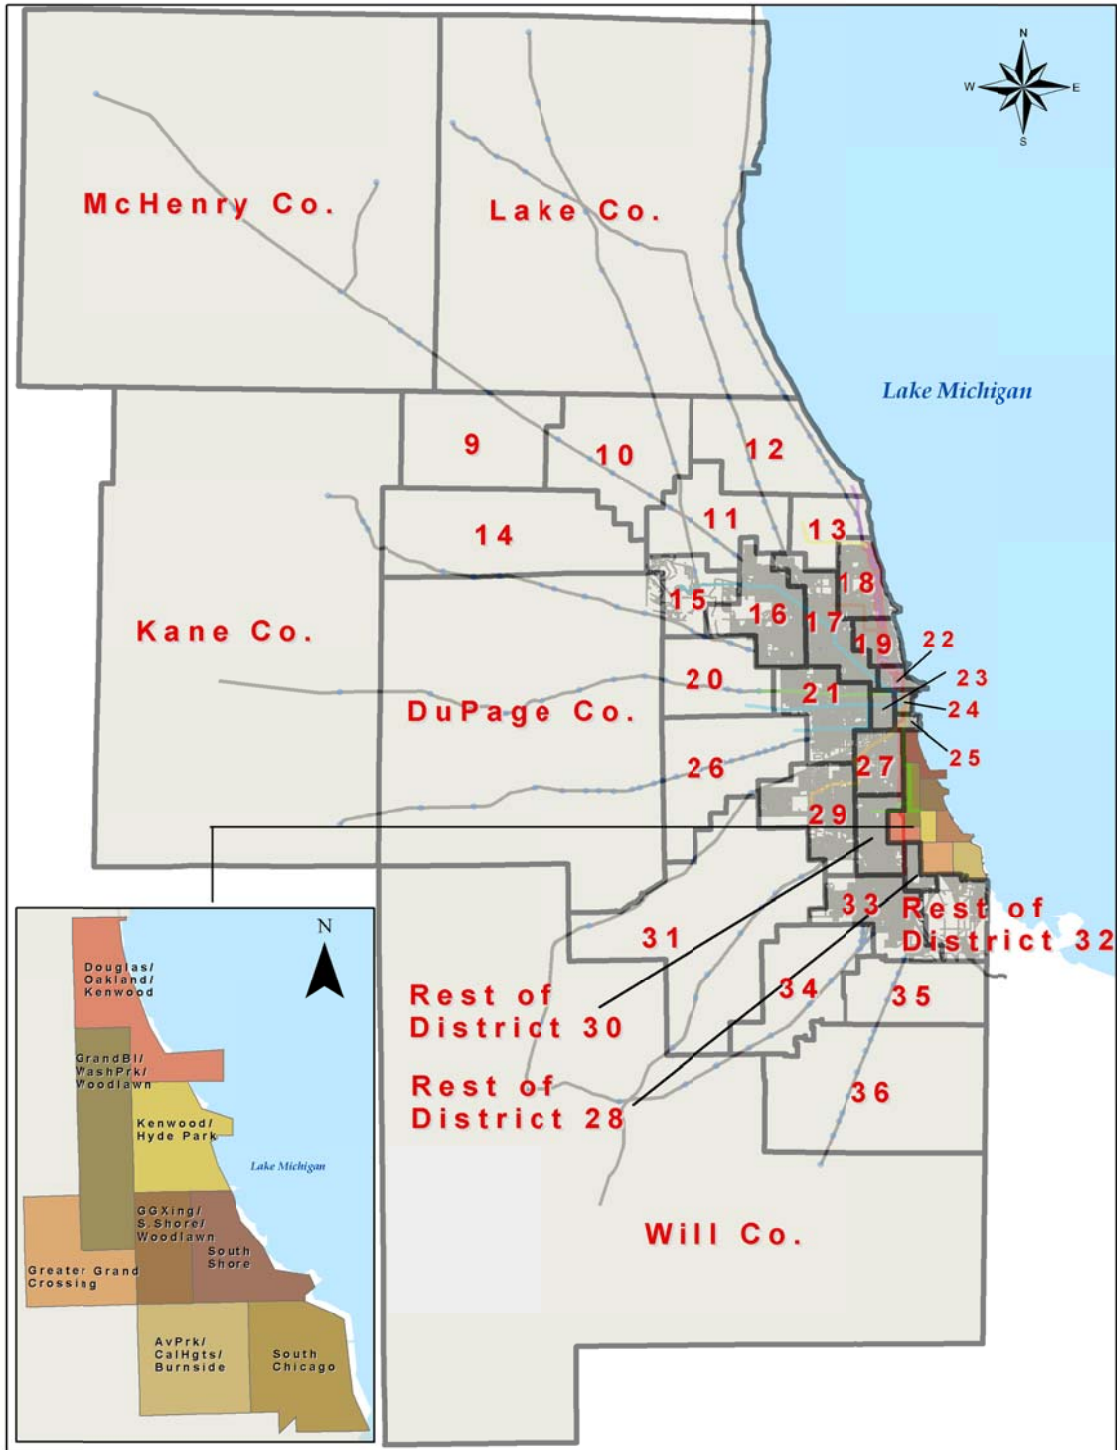 N
W E
S
McHenry Co.
Lake Co.
Lake Michigan
9
10
12
11
13
14
18
15
16
17
Kane Co.
19
22
20
21
23
DuPage Co.
24
25
26
27
29
33
Rest of
District 32
31
34
35
Rest of
District 30
Rest of
District 28
36
Will Co.
N
Douglas/
Oakland/
Kenwood
GrandBl/
WashPrk/
Woodlawn
Kenwood/
Hyde Park
Lake Michigan
GGXing/
S.Shore/
Woodlawn
South
Shore
Greater Grand
Crossing
AvPrk/
CalHgts/
Burnside
South
Chicago